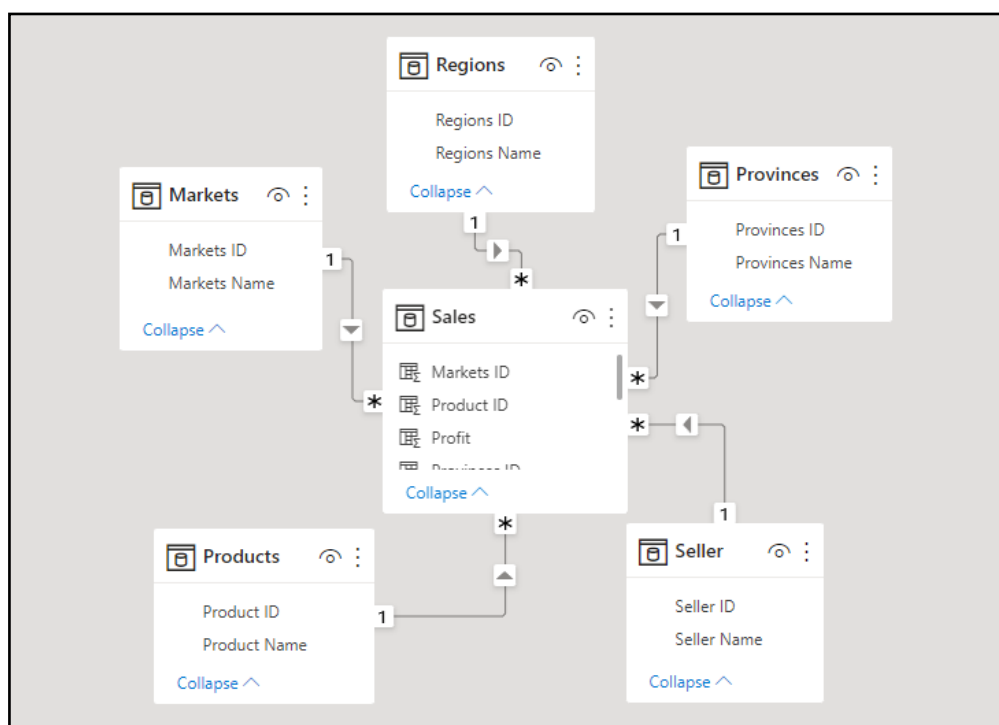 Regions
Regions ID
Regions Name
Collapse
1
*
Markets
Markets ID
Markets Name
Collapse
1
*
Provinces
Provinces ID
Provinces Name
Collapse
1
*
Sales
Markets ID
Product ID
Profit
Provinces ID
Collapse
*
*
Products
Product ID
Product Name
Collapse
1
Seller
Seller ID
Seller Name
Collapse
1